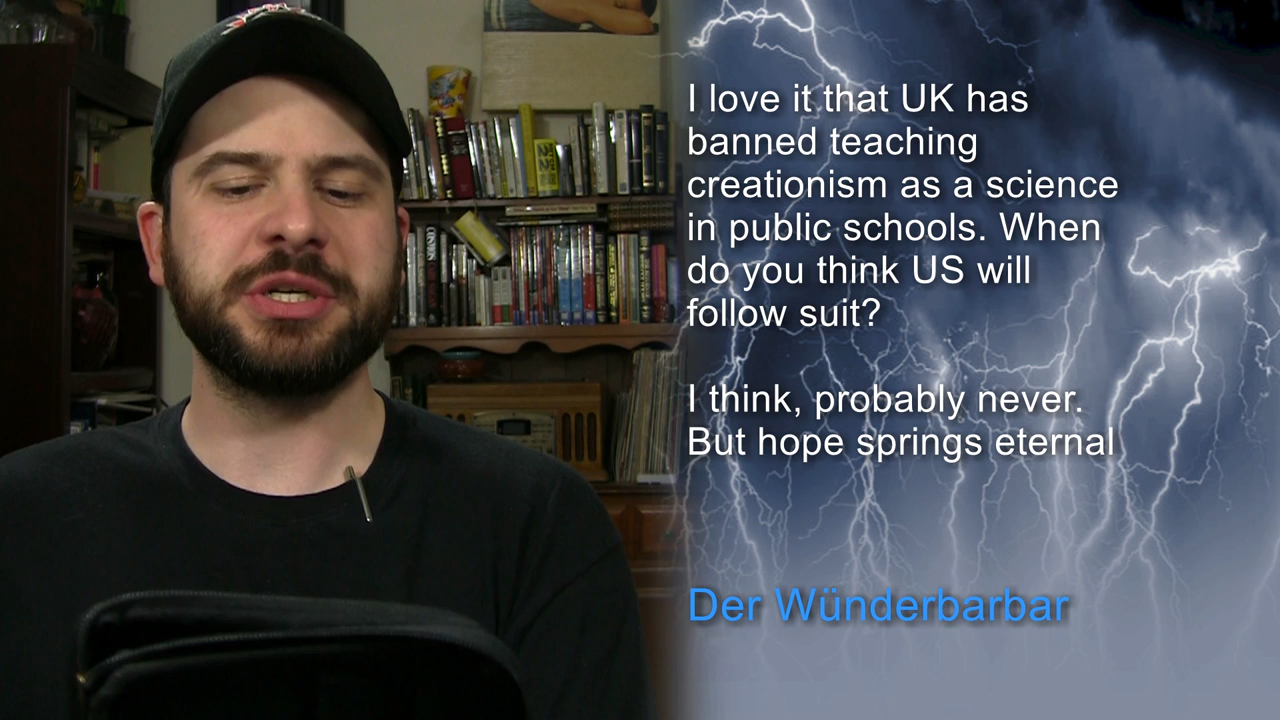 I love it that UK has
banned teaching
creationism as a science
in public schools. When
do you think US will
follow suit?
I think, probably never.
But hope springs eternal
Der Wünderbarbar